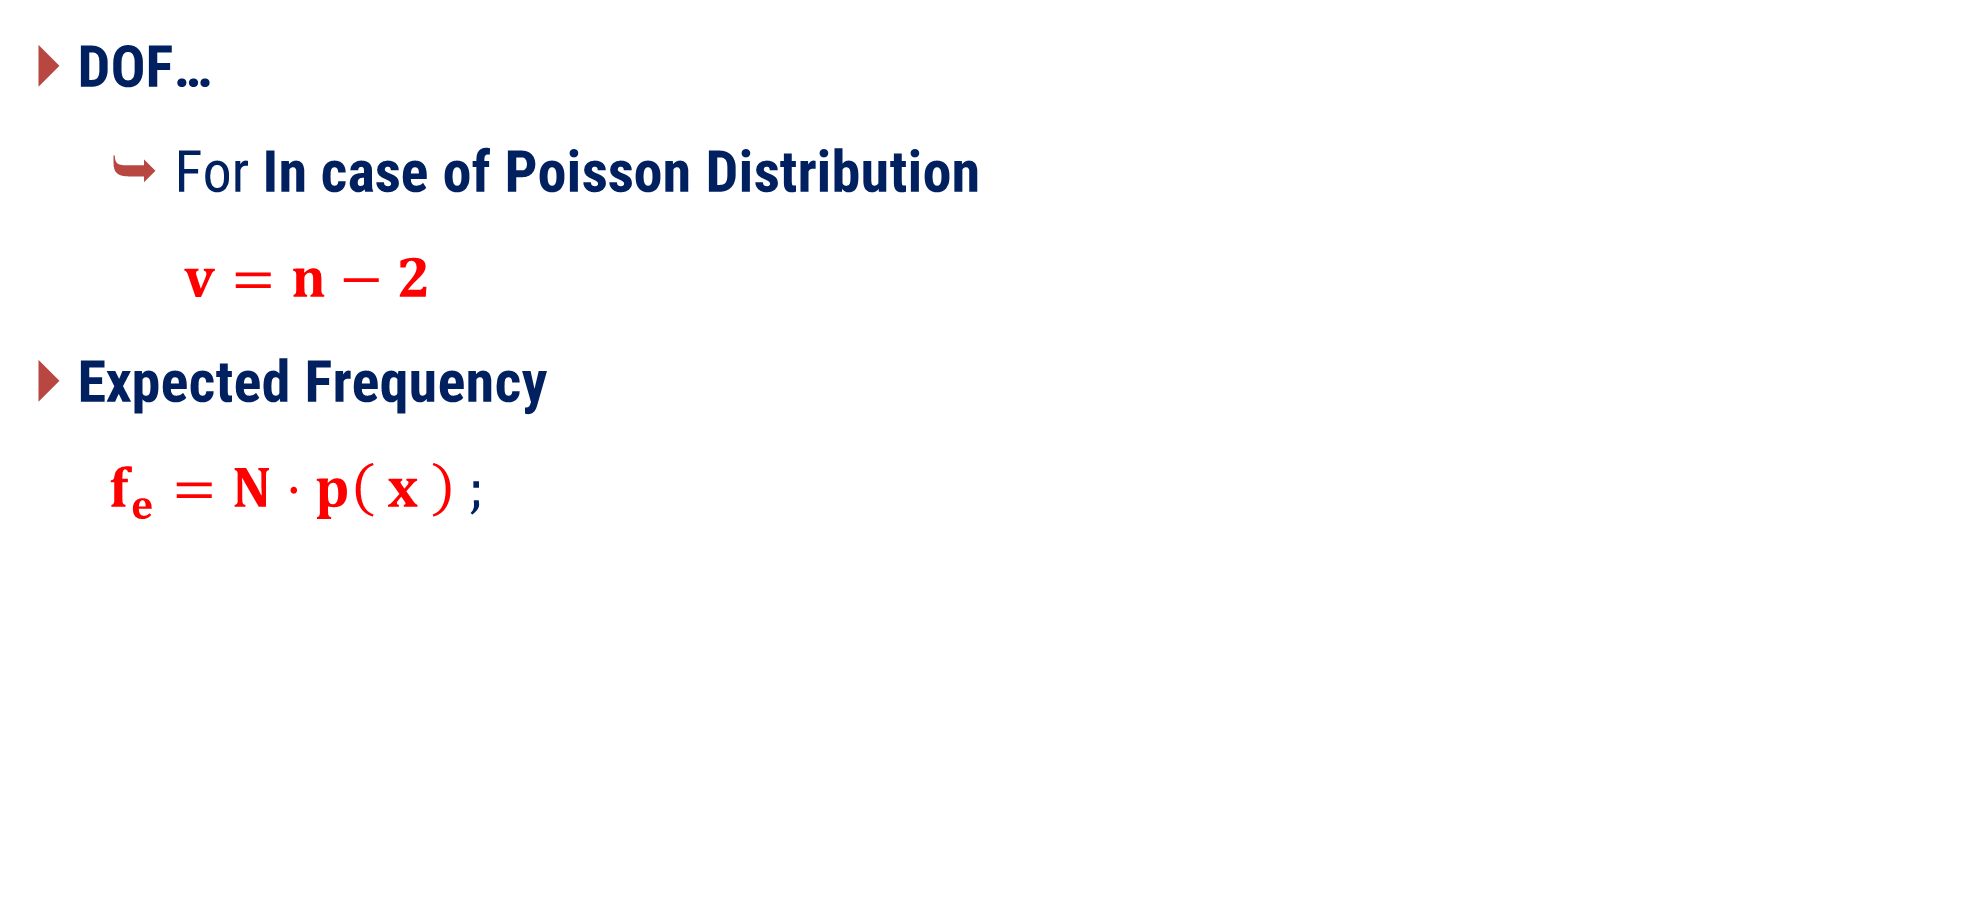 DOF…
For In case of Poisson Distribution
v = n − 2
Expected Frequency
fₑ = N · p( x ) ;